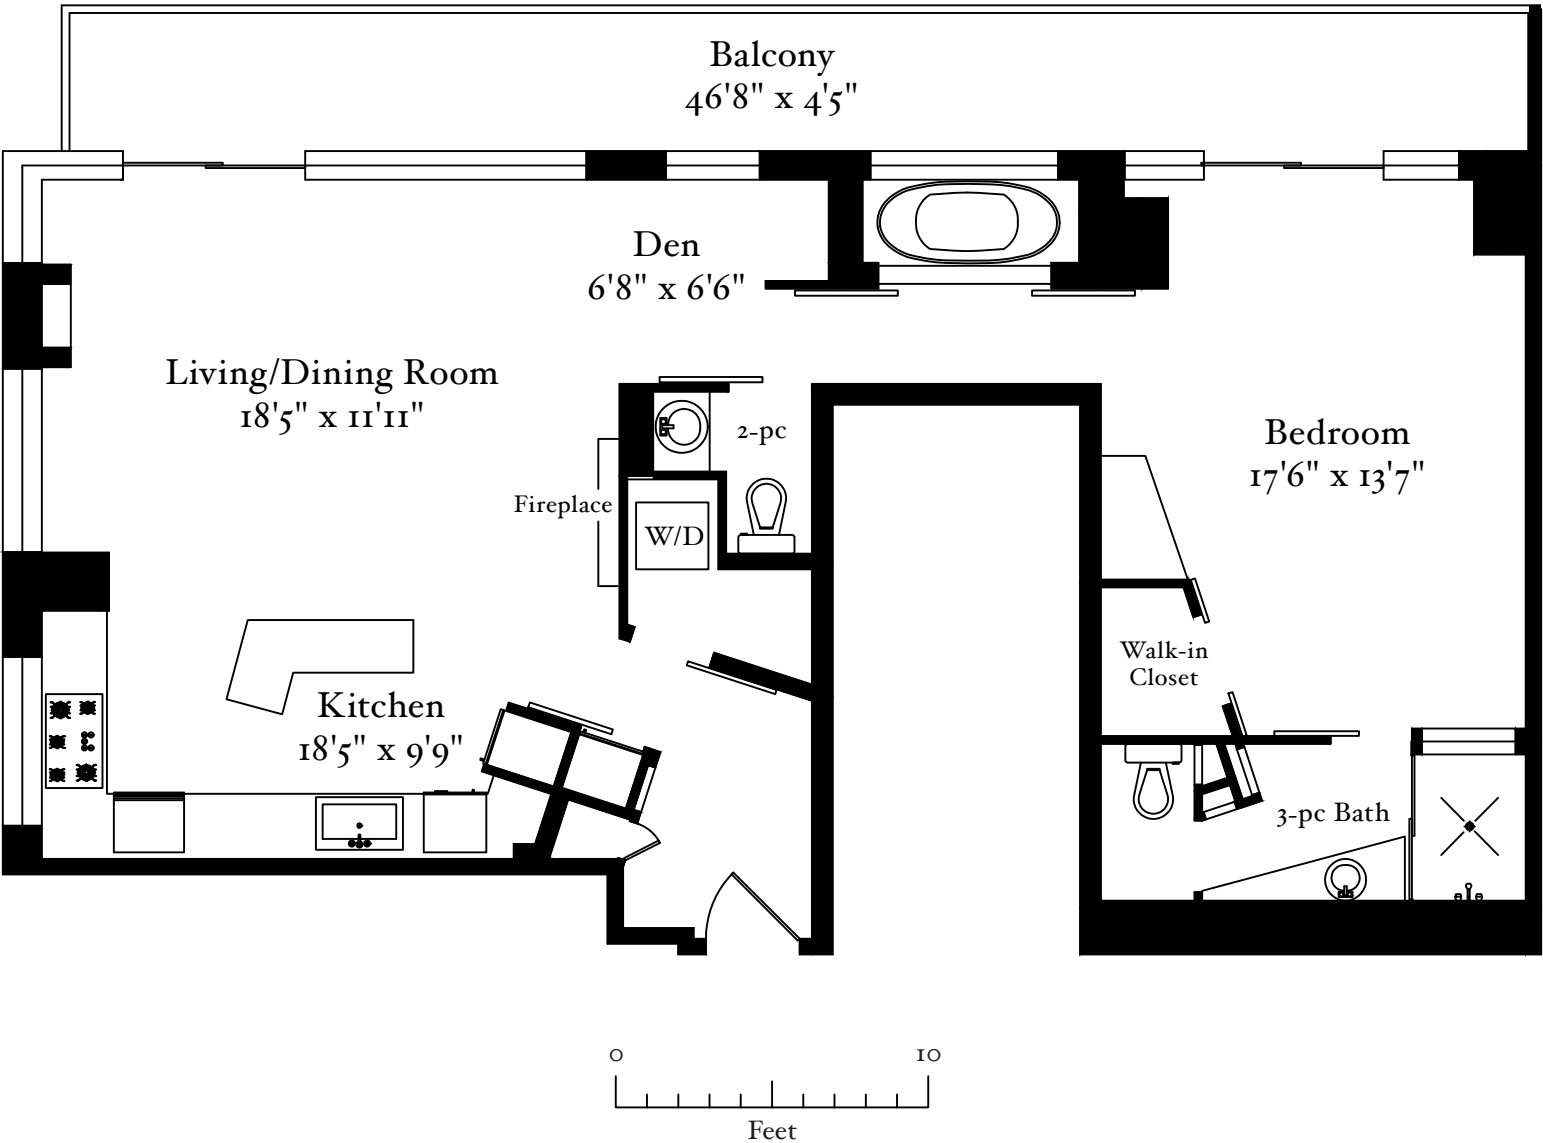 Balcony
46'8" x 4'5"
Den
6'8" x 6'6"
Living/Dining Room
18'5" x 11'11"
2-pc
Bedroom
17'6" x 13'7"
Fireplace
W/D
Walk-in
Closet
Kitchen
18'5" x 9'9"
3-pc Bath
0 10
Feet